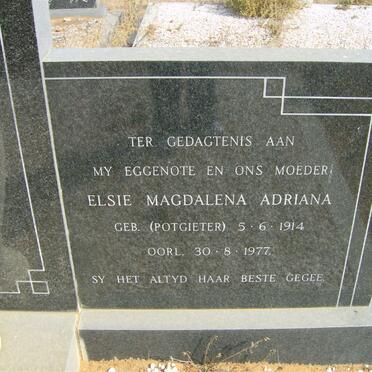 TER GEDAGTENIS AAN
MY EGGENOTE EN ONS MOEDER
ELSIE MAGDALENA ADRIANA
GEB. (POTGIETER) 5·6·1914
OORL. 30·8·1977.
SY HET ALTYD HAAR BESTE GEGEE.